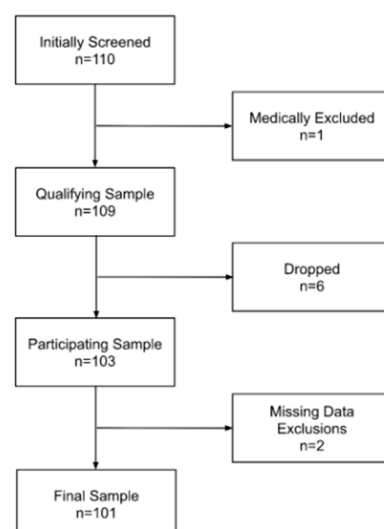 Initially Screened
n=110
Medically Excluded
n=1
Qualifying Sample
n=109
Dropped
n=6
Participating Sample
n=103
Missing Data
Exclusions
n=2
Final Sample
n=101